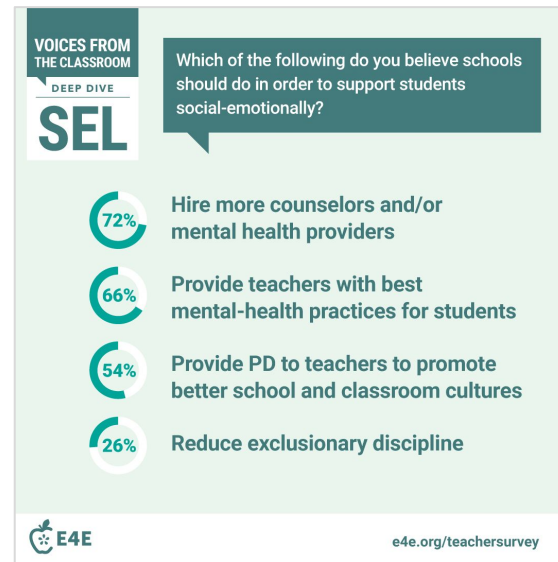 VOICES FROM
THE CLASSROOM
DEEP DIVE
SEL
Which of the following do you believe schools
should do in order to support students
social-emotionally?
72%
Hire more counselors and/or
mental health providers
66%
Provide teachers with best
mental-health practices for students
54%
Provide PD to teachers to promote
better school and classroom cultures
26%
Reduce exclusionary discipline
E4E
e4e.org/teachersurvey